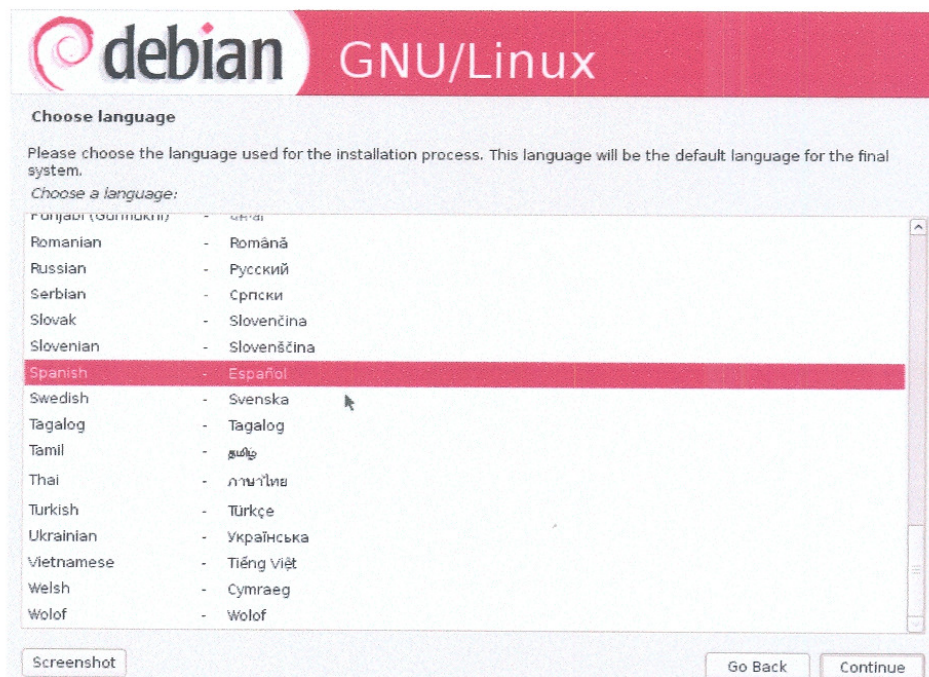 debian GNU/Linux
Choose language
Please choose the language used for the installation process. This language will be the default language for the final
system.
Choose a language:
Punjabi (Gurmukhi) -
Romanian - Română
Russian - Русский
Serbian - Српски
Slovak - Slovenčina
Slovenian - Slovenščina
Spanish - Español
Swedish - Svenska
Tagalog - Tagalog
Tamil - தமிழ்
Thai - ภาษาไทย
Turkish - Türkçe
Ukrainian - Українська
Vietnamese - Tiếng Việt
Welsh - Cymraeg
Wolof - Wolof
Screenshot Go Back Continue